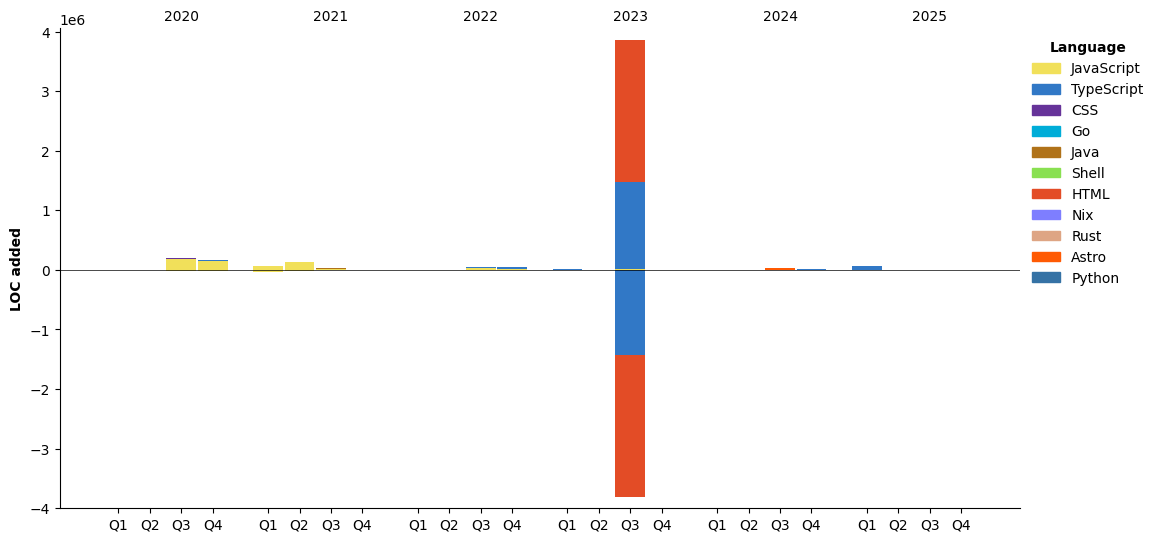 2020 2021 2022 2023 2024 2025
1e6
4
3
2
1
0
−1
−2
−3
−4
LOC added
Q1 Q2 Q3 Q4 Q1 Q2 Q3 Q4 Q1 Q2 Q3 Q4 Q1 Q2 Q3 Q4 Q1 Q2 Q3 Q4 Q1 Q2 Q3 Q4
Language
JavaScript
TypeScript
CSS
Go
Java
Shell
HTML
Nix
Rust
Astro
Python